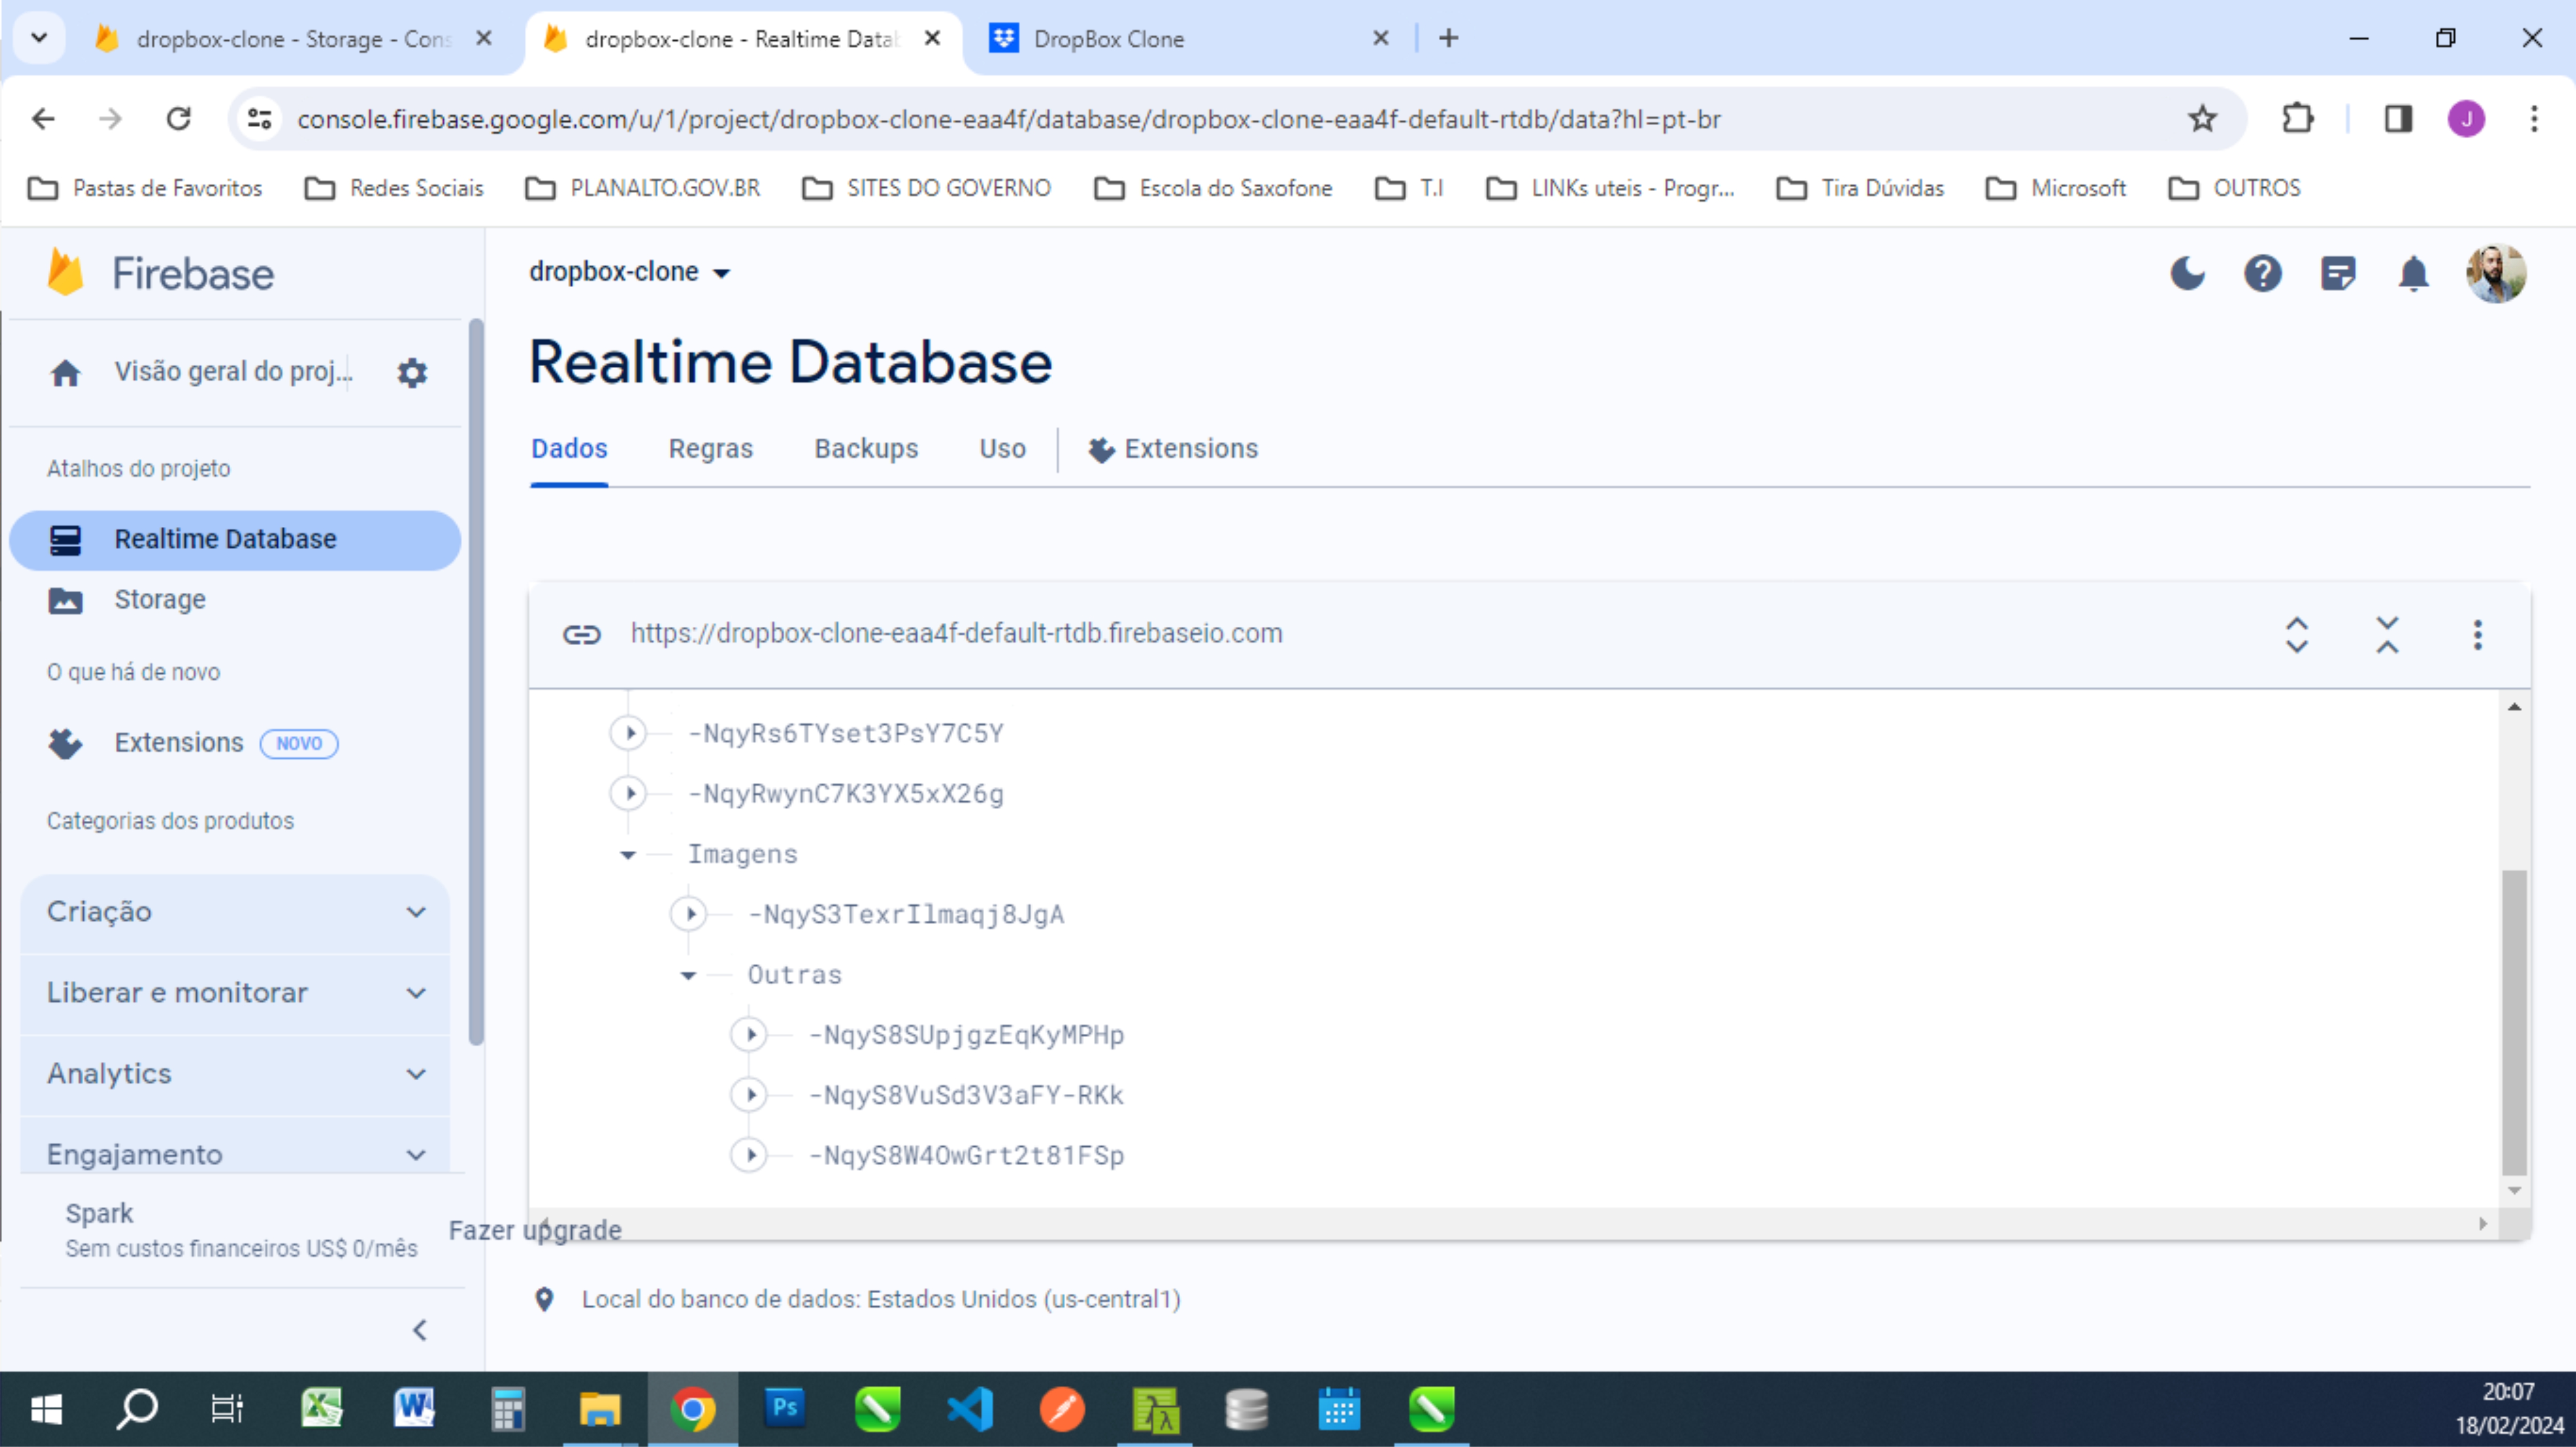 dropbox-clone - Storage - Cons
dropbox-clone - Realtime Datab
DropBox Clone
console.firebase.google.com/u/1/project/dropbox-clone-eaa4f/database/dropbox-clone-eaa4f-default-rtdb/data?hl=pt-br
J
Pastas de Favoritos
Redes Sociais
PLANALTO.GOV.BR
SITES DO GOVERNO
Escola do Saxofone
T.I
LINKs uteis - Progr...
Tira Dúvidas
Microsoft
OUTROS
Firebase
Visão geral do proj...
Atalhos do projeto
Realtime Database
Storage
O que há de novo
Extensions NOVO
Categorias dos produtos
Criação
Liberar e monitorar
Analytics
Engajamento
Spark
Sem custos financeiros US$ 0/mês
Fazer upgrade
dropbox-clone
Realtime Database
Dados Regras Backups Uso Extensions
https://dropbox-clone-eaa4f-default-rtdb.firebaseio.com
-NqyRs6TYset3PsY7C5Y
-NqyRwynC7K3YX5xX26g
Imagens
-NqyS3TexrIlmaqj8JgA
Outras
-NqyS8SUpjgzEqKyMPHp
-NqyS8VuSd3V3aFY-RKk
-NqyS8W4OwGrt2t81FSp
Local do banco de dados: Estados Unidos (us-central1)
Ps
20:07
18/02/2024